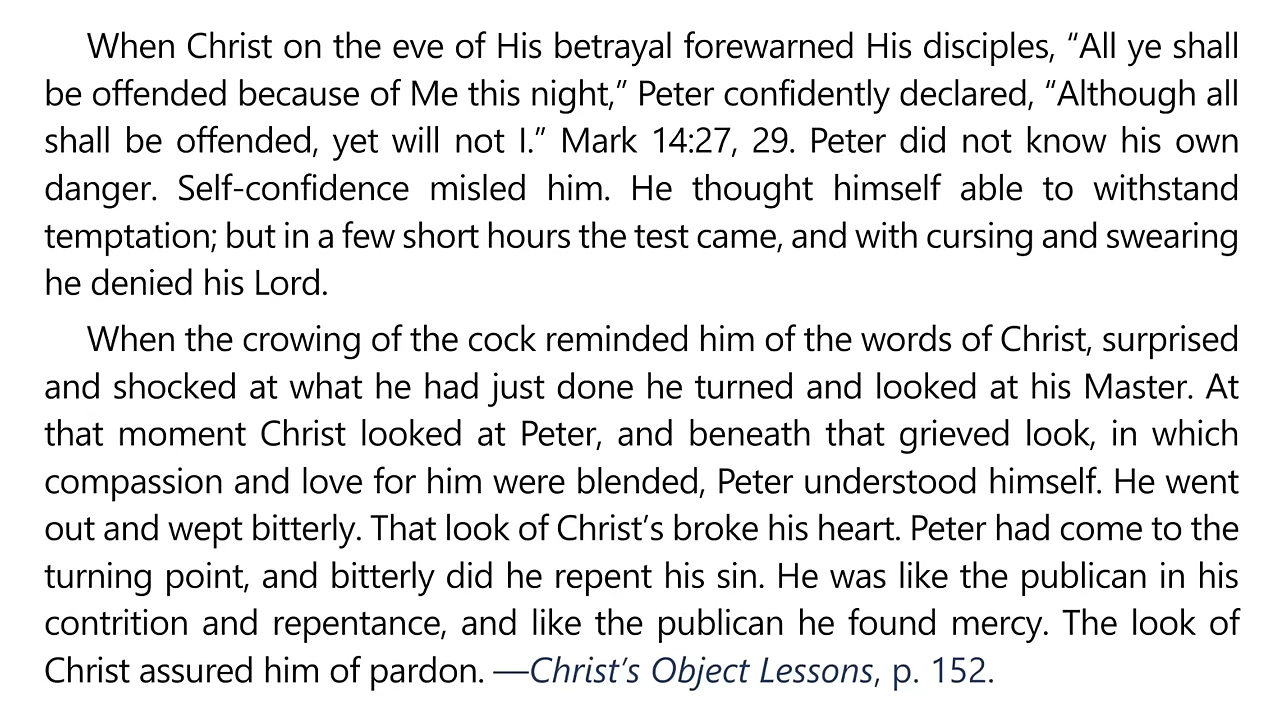 When Christ on the eve of His betrayal forewarned His disciples, “All ye shall
be offended because of Me this night,” Peter confidently declared, “Although all
shall be offended, yet will not I.” Mark 14:27, 29. Peter did not know his own
danger. Self-confidence misled him. He thought himself able to withstand
temptation; but in a few short hours the test came, and with cursing and swearing
he denied his Lord.
When the crowing of the cock reminded him of the words of Christ, surprised
and shocked at what he had just done he turned and looked at his Master. At
that moment Christ looked at Peter, and beneath that grieved look, in which
compassion and love for him were blended, Peter understood himself. He went
out and wept bitterly. That look of Christ’s broke his heart. Peter had come to the
turning point, and bitterly did he repent his sin. He was like the publican in his
contrition and repentance, and like the publican he found mercy. The look of
Christ assured him of pardon. —Christ’s Object Lessons, p. 152.